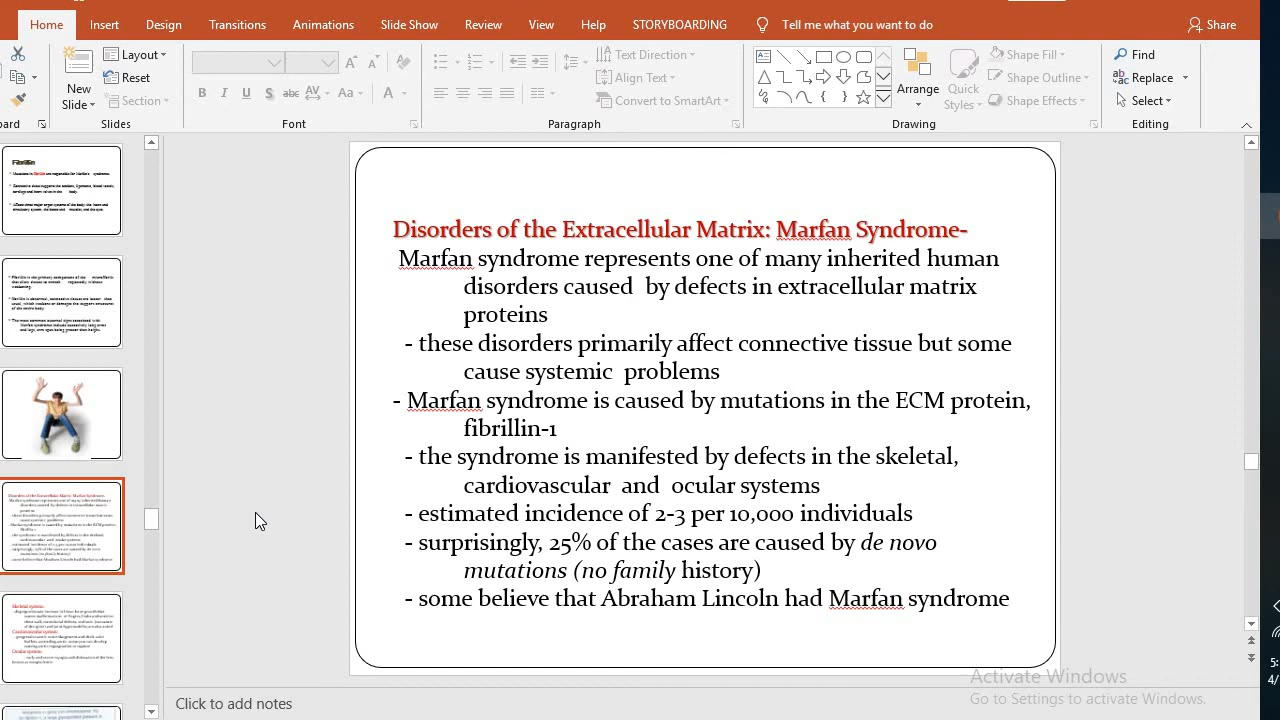 Home Insert Design Transitions Animations Slide Show Review View Help STORYBOARDING Tell me what you want to do Share
New Slide
Layout
Reset
Section
Slides
B I U S abc AV Aa A
Font
Text Direction
Align Text
Convert to SmartArt
Paragraph
Arrange
Quick Styles
Shape Fill
Shape Outline
Shape Effects
Drawing
Find
Replace
Select
Editing
Fibrillin
Disorders of the Extracellular Matrix: Marfan Syndrome-
Marfan syndrome represents one of many inherited human
disorders caused by defects in extracellular matrix
proteins
- these disorders primarily affect connective tissue but some
cause systemic problems
- Marfan syndrome is caused by mutations in the ECM protein,
fibrillin-1
- the syndrome is manifested by defects in the skeletal,
cardiovascular and ocular systems
- estimated incidence of 2-3 per 10,000 individuals
- surprisingly, 25% of the cases are caused by de novo
mutations (no family history)
- some believe that Abraham Lincoln had Marfan syndrome
Click to add notes
Activate Windows
Go to Settings to activate Windows.